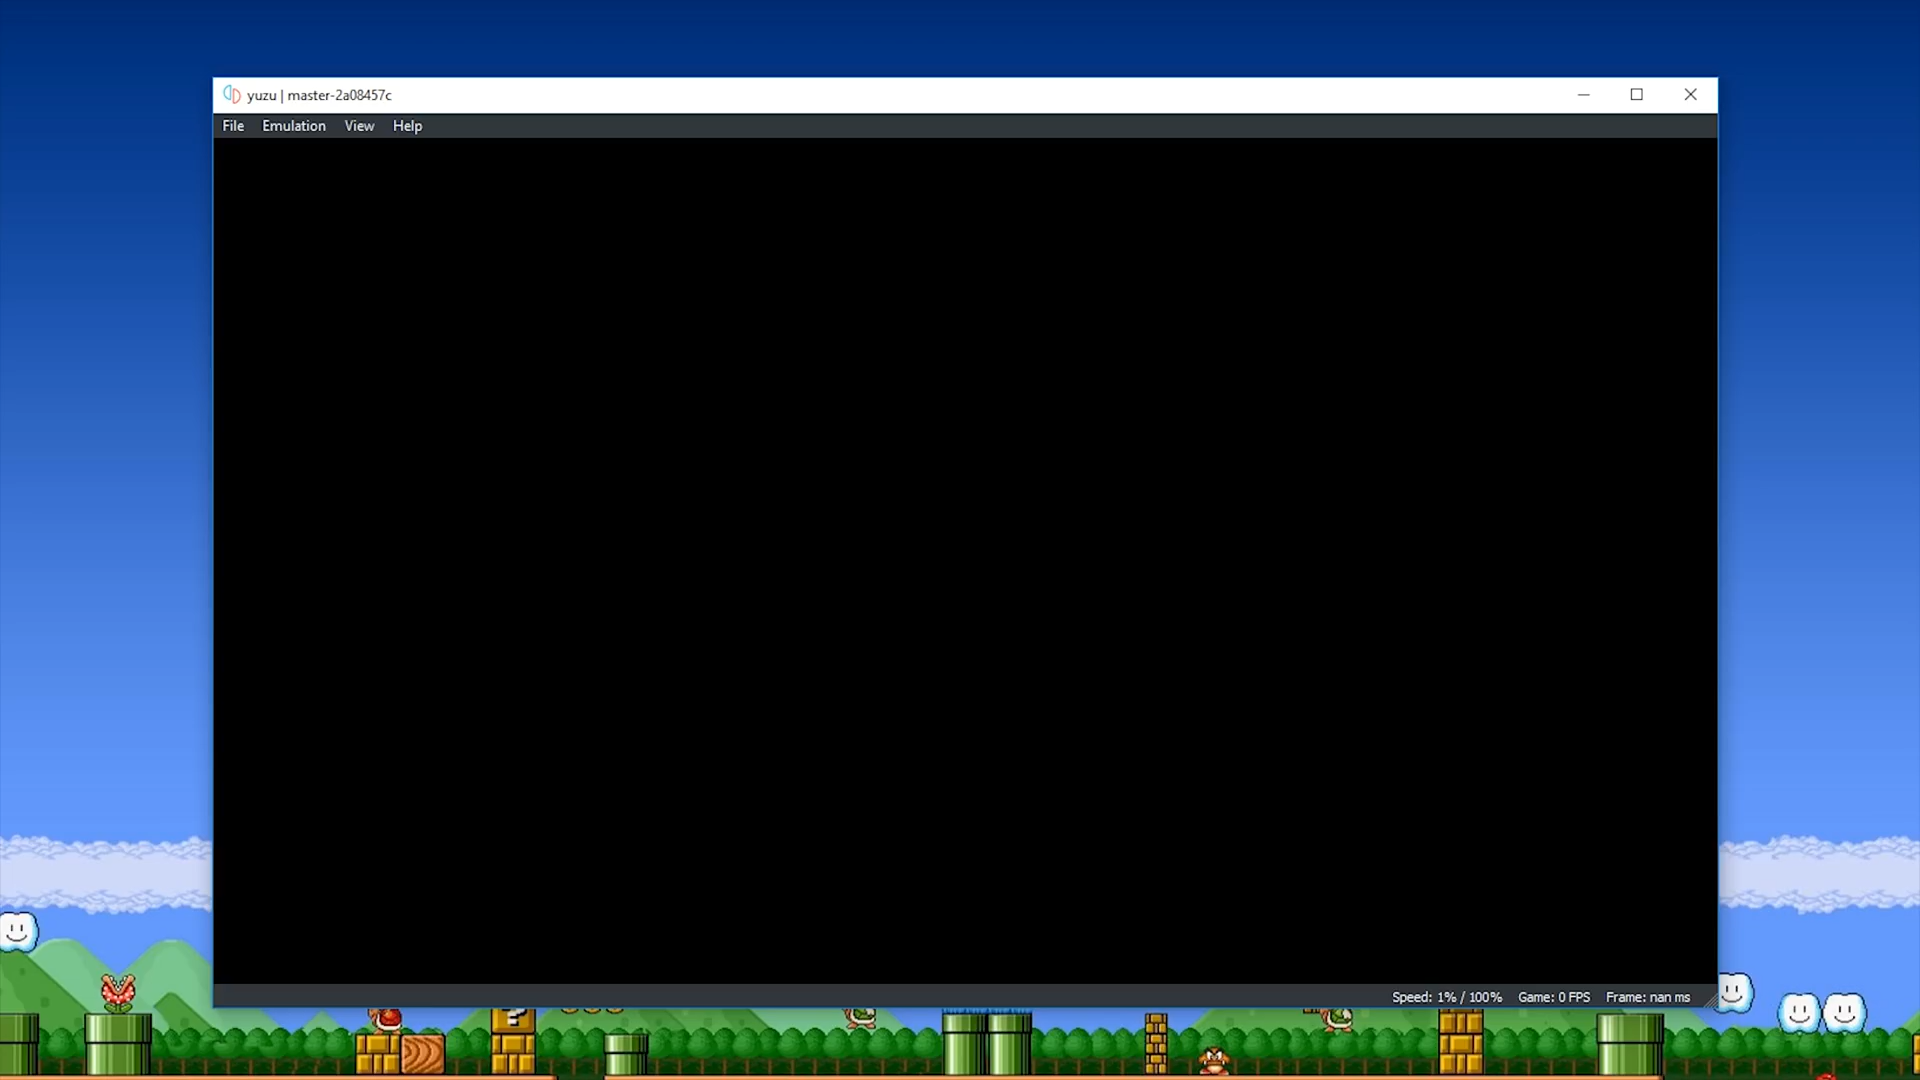 yuzu | master-2a08457c
File Emulation View Help
Speed: 1% / 100% Game: 0 FPS Frame: nan ms
?